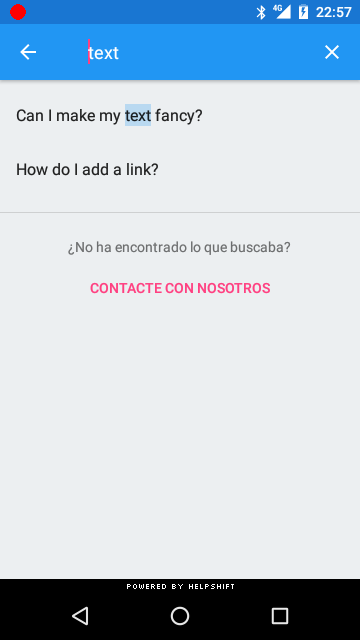 4G 22:57
text
Can I make my text fancy?
How do I add a link?
¿No ha encontrado lo que buscaba?
CONTACTE CON NOSOTROS
POWERED BY HELPSHIFT